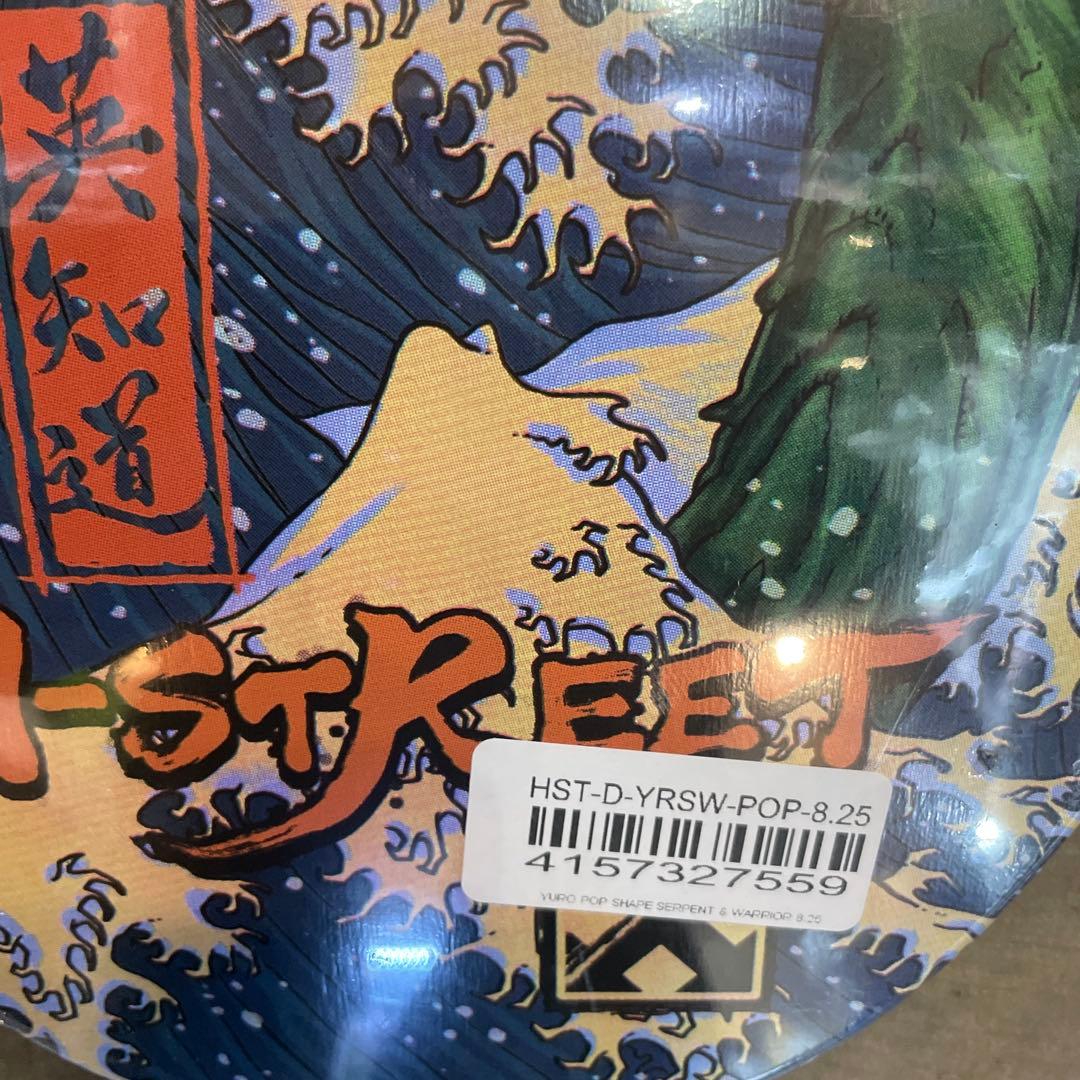 英知道
H-STREET
HST-D-YRSW-POP-8.25
4157327559
YURO POP SHAPE SERPENT & WARRIOR 8.25